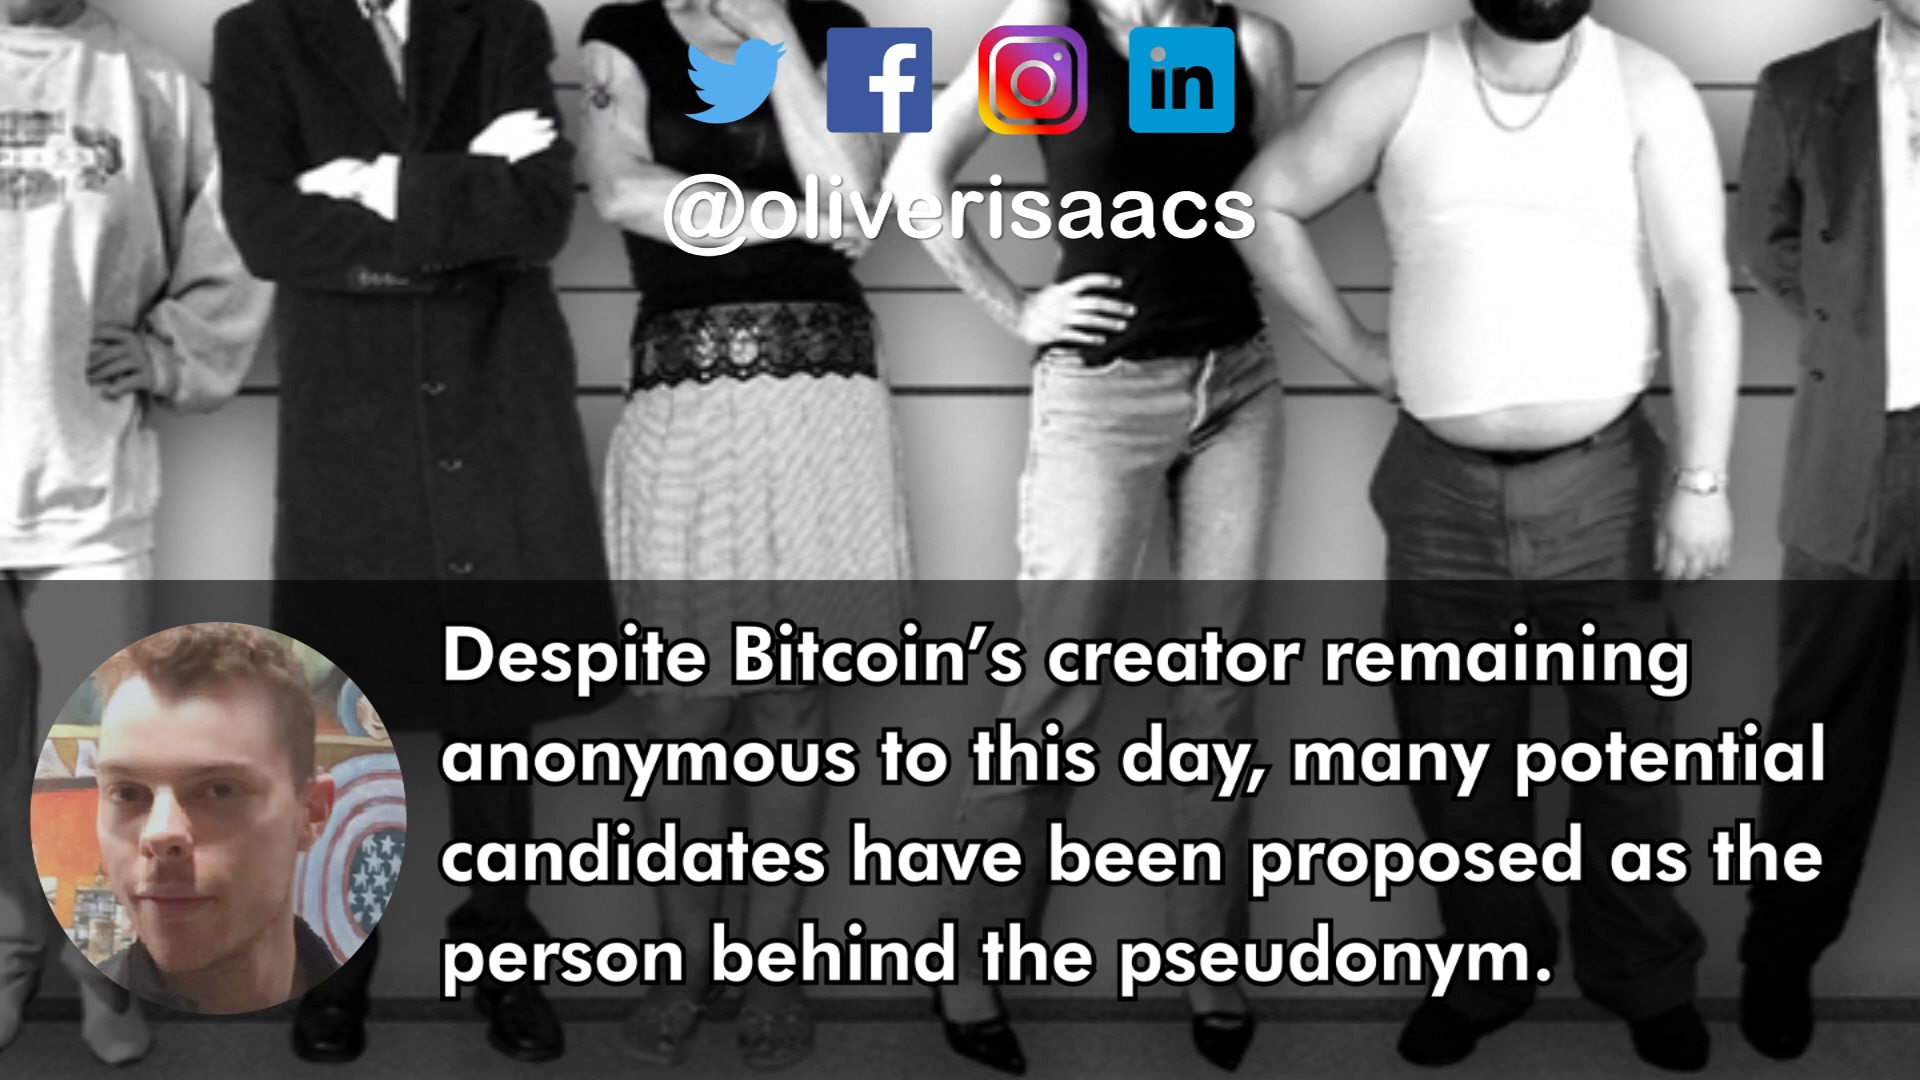 in
@oliverisaacs
Despite Bitcoin’s creator remaining
anonymous to this day, many potential
candidates have been proposed as the
person behind the pseudonym.